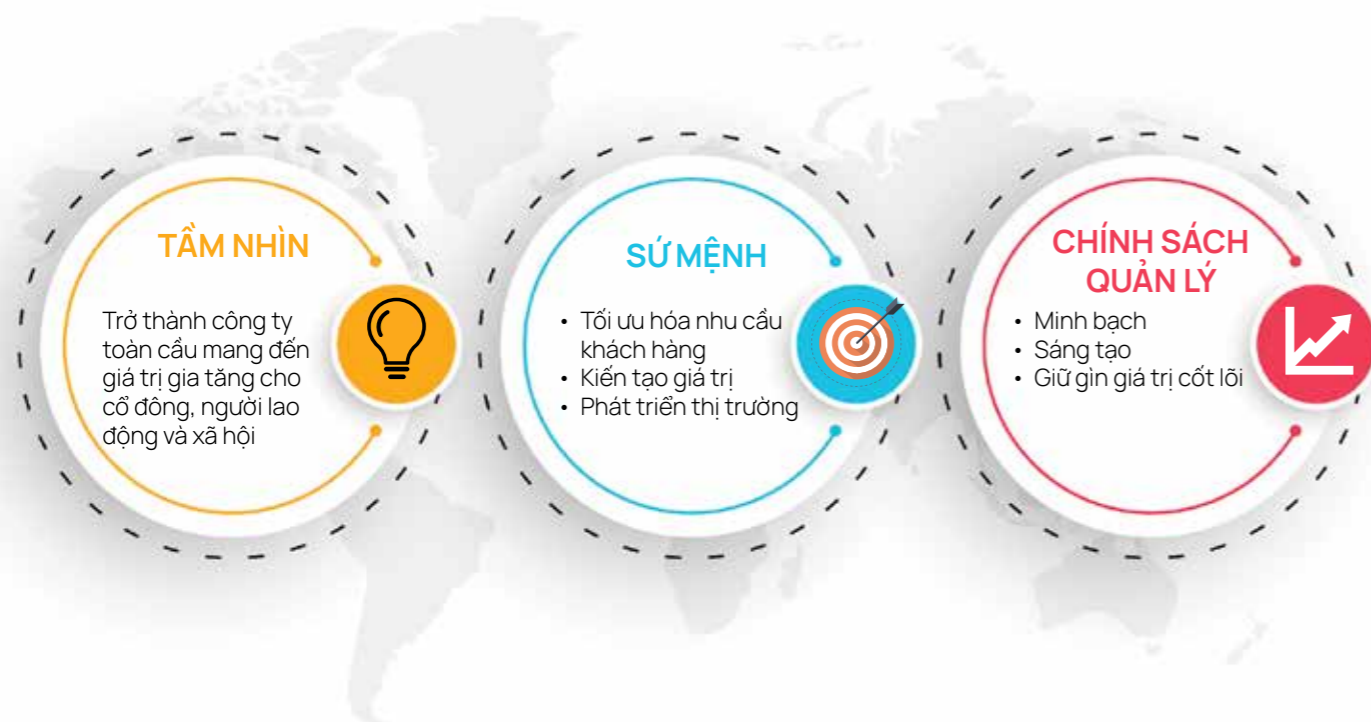 TẦM NHÌN
Trở thành công ty
toàn cầu mang đến
giá trị gia tăng cho
cổ đông, người lao
động và xã hội
SỨ MỆNH
• Tối ưu hóa nhu cầu
khách hàng
• Kiến tạo giá trị
• Phát triển thị trường
CHÍNH SÁCH
QUẢN LÝ
• Minh bạch
• Sáng tạo
• Giữ gìn giá trị cốt lõi